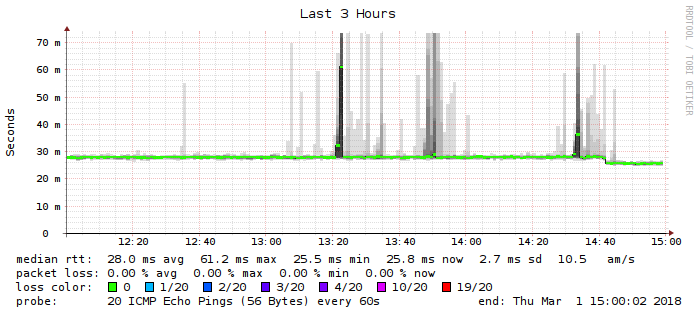 Last 3 Hours
RRDTOOL / TOBI OETIKER
Seconds
70 m
60 m
50 m
40 m
30 m
20 m
10 m
0
12:20 12:40 13:00 13:20 13:40 14:00 14:20 14:40 15:00
median rtt: 28.0 ms avg 61.2 ms max 25.5 ms min 25.8 ms now 2.7 ms sd 10.5 am/s
packet loss: 0.00 % avg 0.00 % max 0.00 % min 0.00 % now
loss color: 0 1/20 2/20 3/20 4/20 10/20 19/20
probe: 20 ICMP Echo Pings (56 Bytes) every 60s end: Thu Mar 1 15:00:02 2018